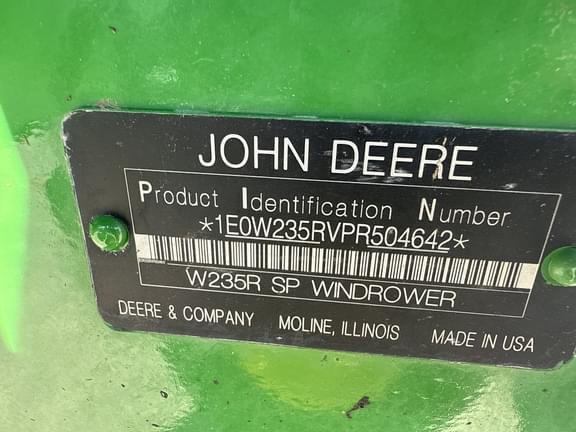 JOHN DEERE
Product Identification Number
*1E0W235RVPR504642*
W235R SP WINDROWER
DEERE & COMPANY MOLINE, ILLINOIS MADE IN USA